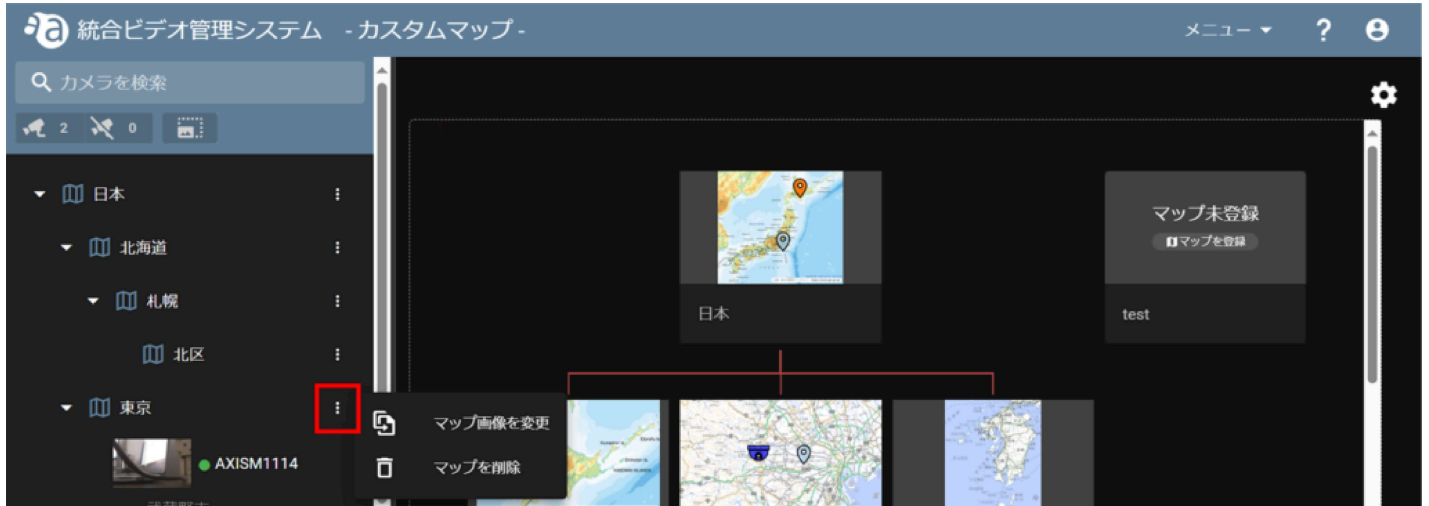 統合ビデオ管理システム - カスタムマップ -
メニュー
?
カメラを検索
2
0
日本
北海道
札幌
北区
東京
AXISM1114
マップ画像を変更
マップを削除
日本
マップ未登録
マップを登録
test